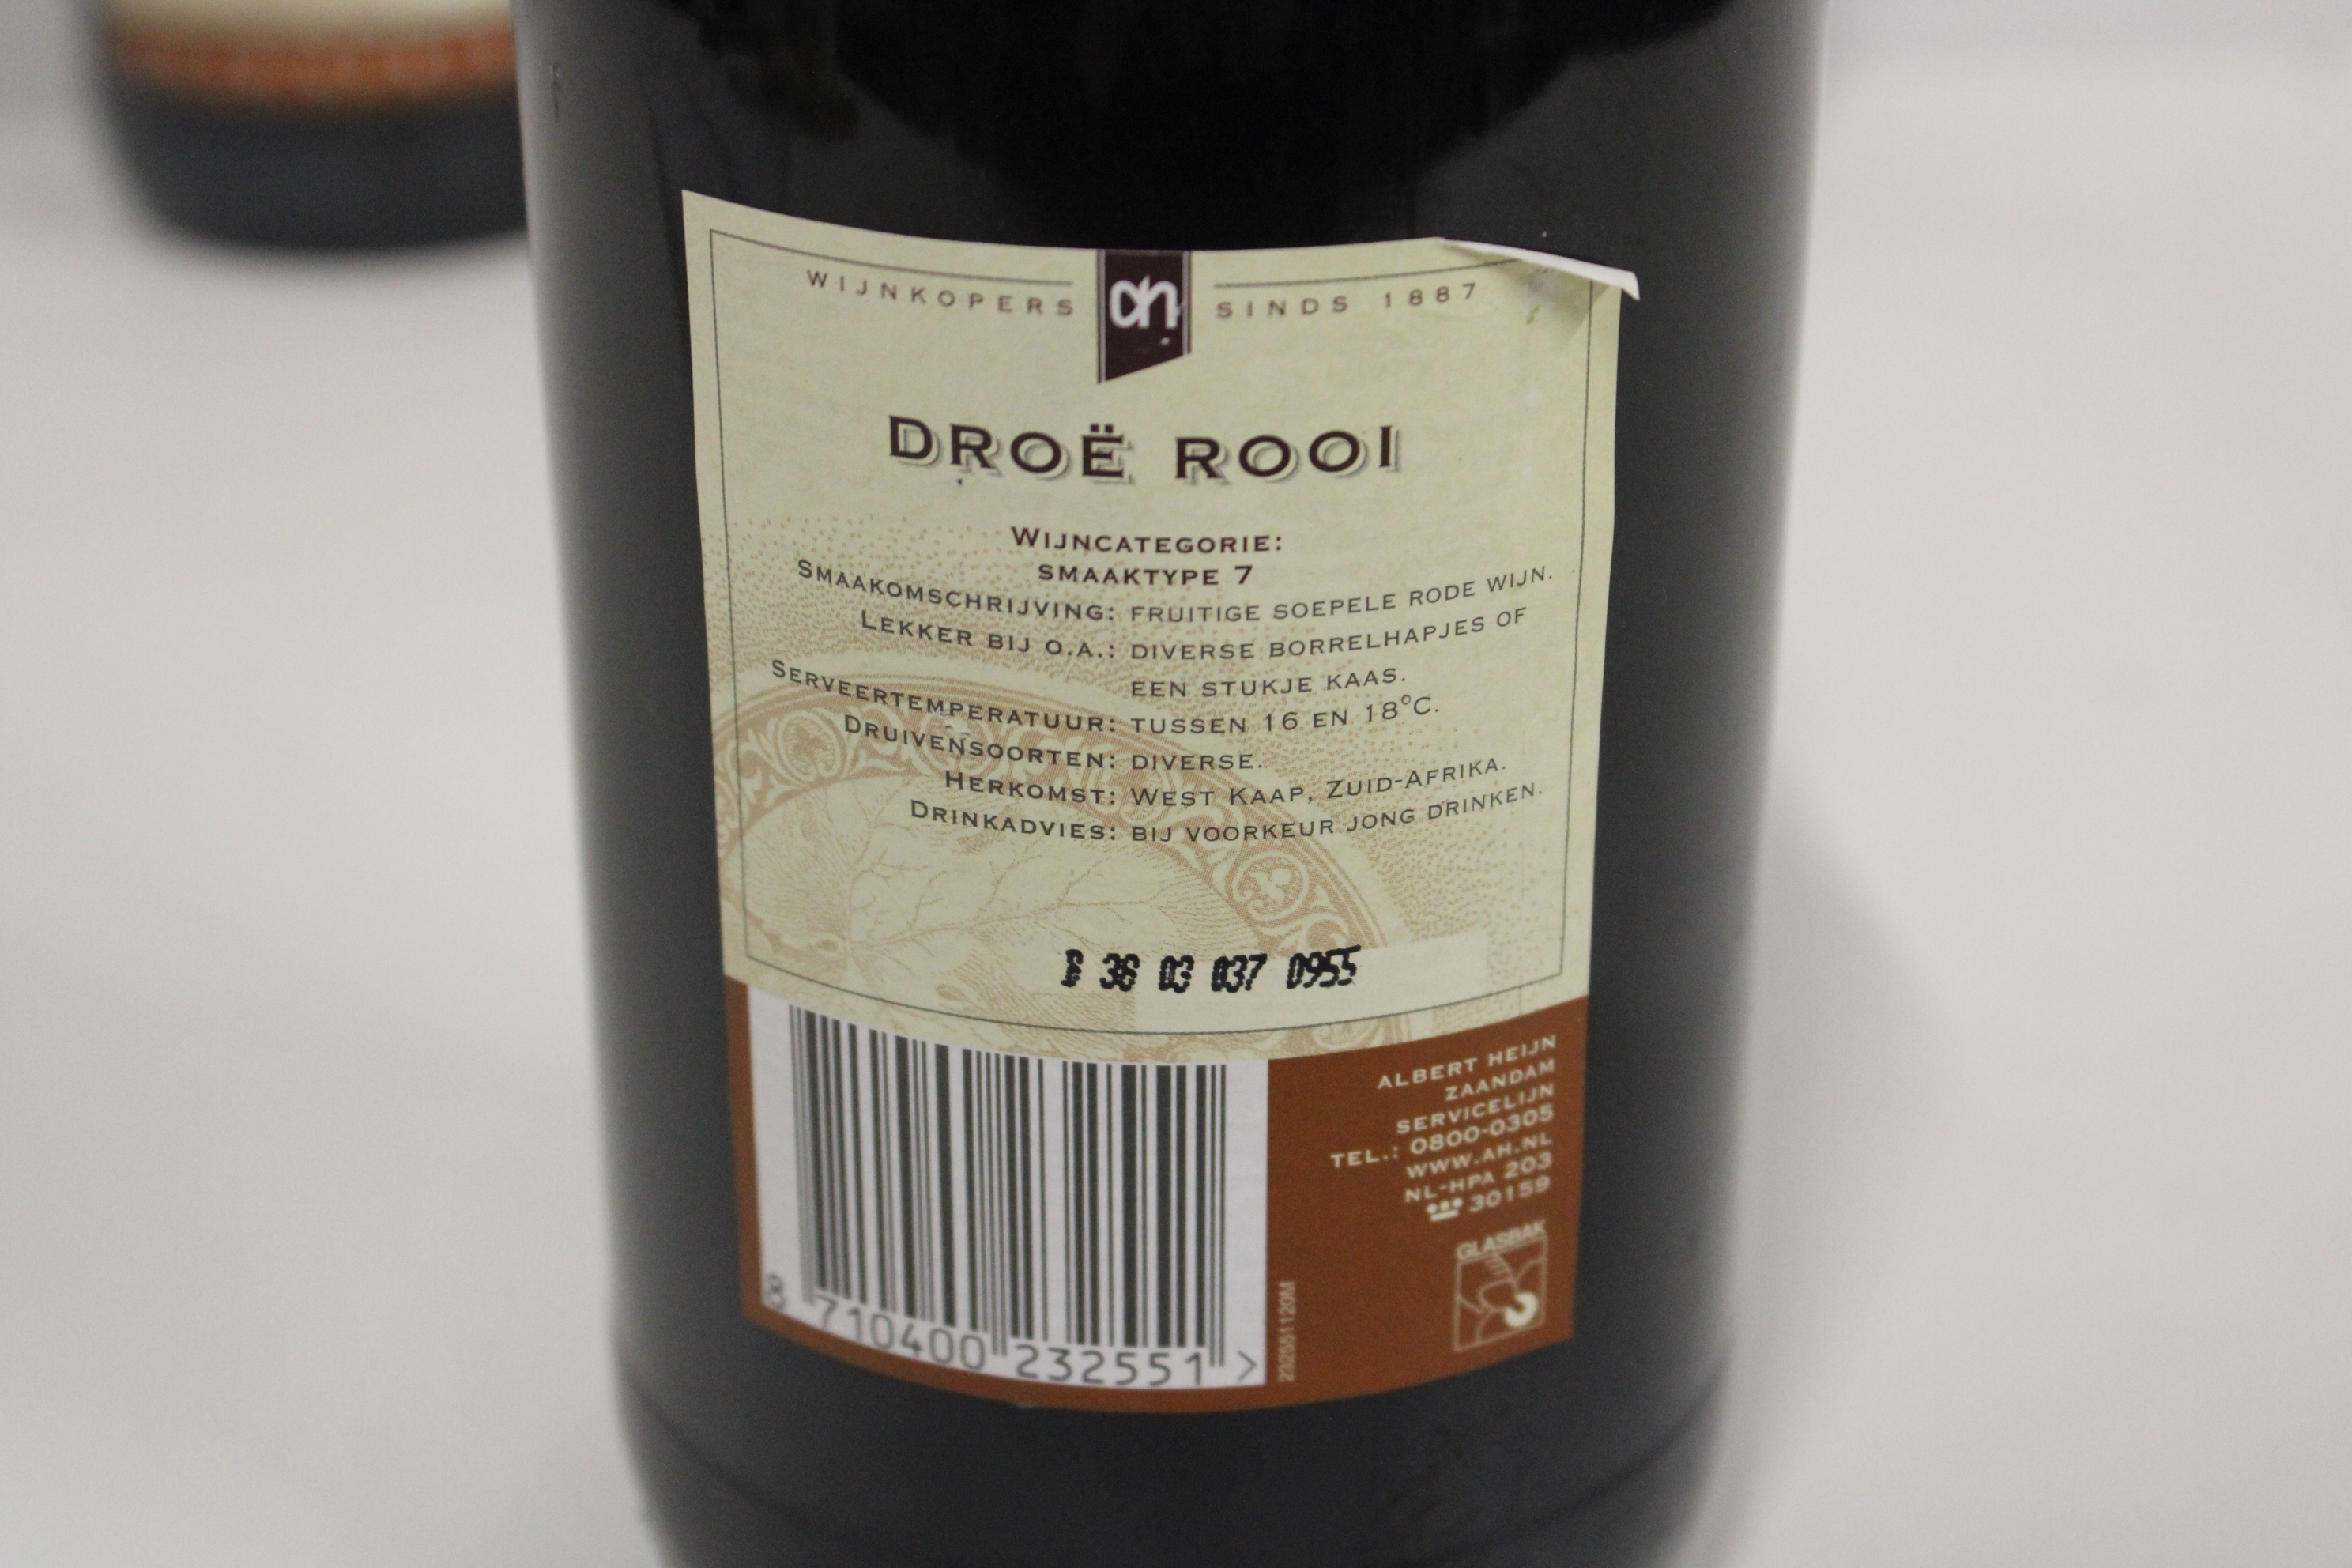 WIJNKOPERS ah SINDS 1887
DROË ROOI
WIJNCATEGORIE:
SMAAKTYPE 7
SMAAKOMSCHRIJVING: FRUITIGE SOEPELE RODE WIJN.
LEKKER BIJ O.A.: DIVERSE BORRELHAPJES OF
EEN STUKJE KAAS.
SERVEERTEMPERATUUR: TUSSEN 16 EN 18°C.
DRUIVENSOORTEN: DIVERSE.
HERKOMST: WEST KAAP, ZUID-AFRIKA.
DRINKADVIES: BIJ VOORKEUR JONG DRINKEN.
36 03 037 0955
ALBERT HEIJN
ZAANDAM
SERVICELIJN
TEL.: 0800-0305
WWW.AH.NL
NL-HPA 203
30159
GLASBAK
232551120M
8 710400 232551 >